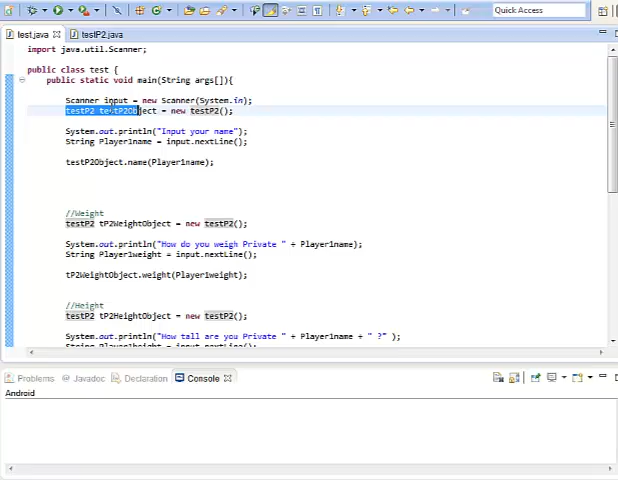 Quick Access
test.java
testP2.java
import java.util.Scanner;
public class test {
public static void main(String args[]){
Scanner input = new Scanner(System.in);
testP2 testP2Object = new testP2();
System.out.println("Input your name");
String Player1name = input.nextLine();
testP2Object.name(Player1name);
//Weight
testP2 tP2WeightObject = new testP2();
System.out.println("How do you weigh Private " + Player1name);
String Player1weight = input.nextLine();
tP2WeightObject.weight(Player1weight);
//Height
testP2 tP2HeightObject = new testP2();
System.out.println("How tall are you Private " + Player1name + " ?" );
String Player1height = input.nextLine();
Problems
@ Javadoc
Declaration
Console
Android